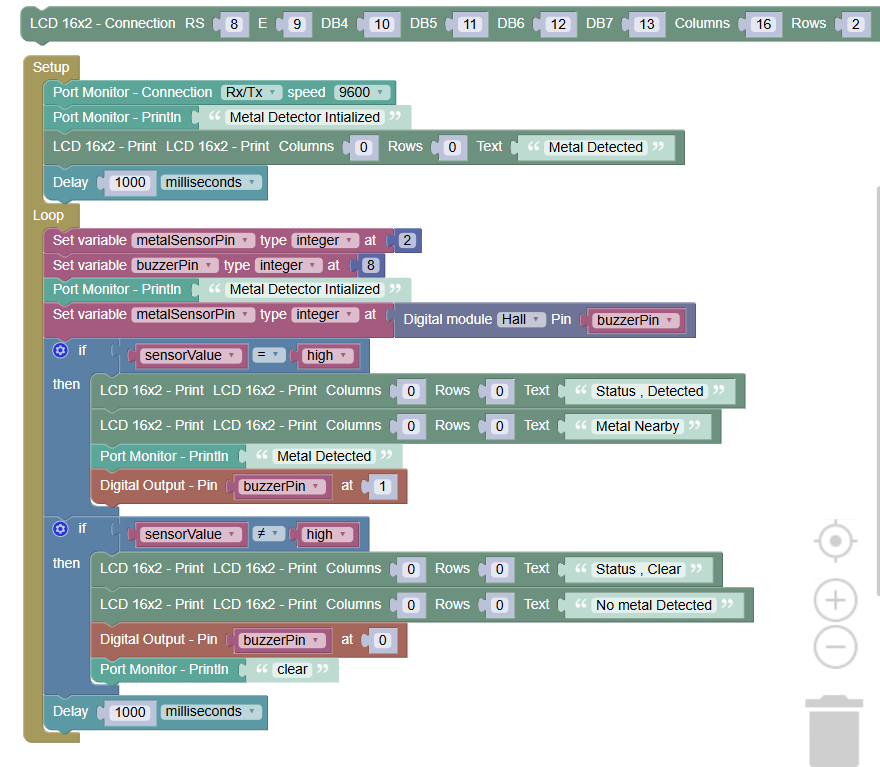 LCD 16x2 - Connection RS 8 E 9 DB4 10 DB5 11 DB6 12 DB7 13 Columns 16 Rows 2
Setup
Port Monitor - Connection Rx/Tx speed 9600
Port Monitor - Println “ Metal Detector Intialized ”
LCD 16x2 - Print LCD 16x2 - Print Columns 0 Rows 0 Text “ Metal Detected ”
Delay 1000 milliseconds
Loop
Set variable metalSensorPin type integer at 2
Set variable buzzerPin type integer at 8
Port Monitor - Println “ Metal Detector Intialized ”
Set variable metalSensorPin type integer at Digital module Hall Pin buzzerPin
if sensorValue = high
then LCD 16x2 - Print LCD 16x2 - Print Columns 0 Rows 0 Text “ Status , Detected ”
LCD 16x2 - Print LCD 16x2 - Print Columns 0 Rows 0 Text “ Metal Nearby ”
Port Monitor - Println “ Metal Detected ”
Digital Output - Pin buzzerPin at 1
if sensorValue ≠ high
then LCD 16x2 - Print LCD 16x2 - Print Columns 0 Rows 0 Text “ Status , Clear ”
LCD 16x2 - Print LCD 16x2 - Print Columns 0 Rows 0 Text “ No metal Detected ”
Digital Output - Pin buzzerPin at 0
Port Monitor - Println “ clear ”
Delay 1000 milliseconds